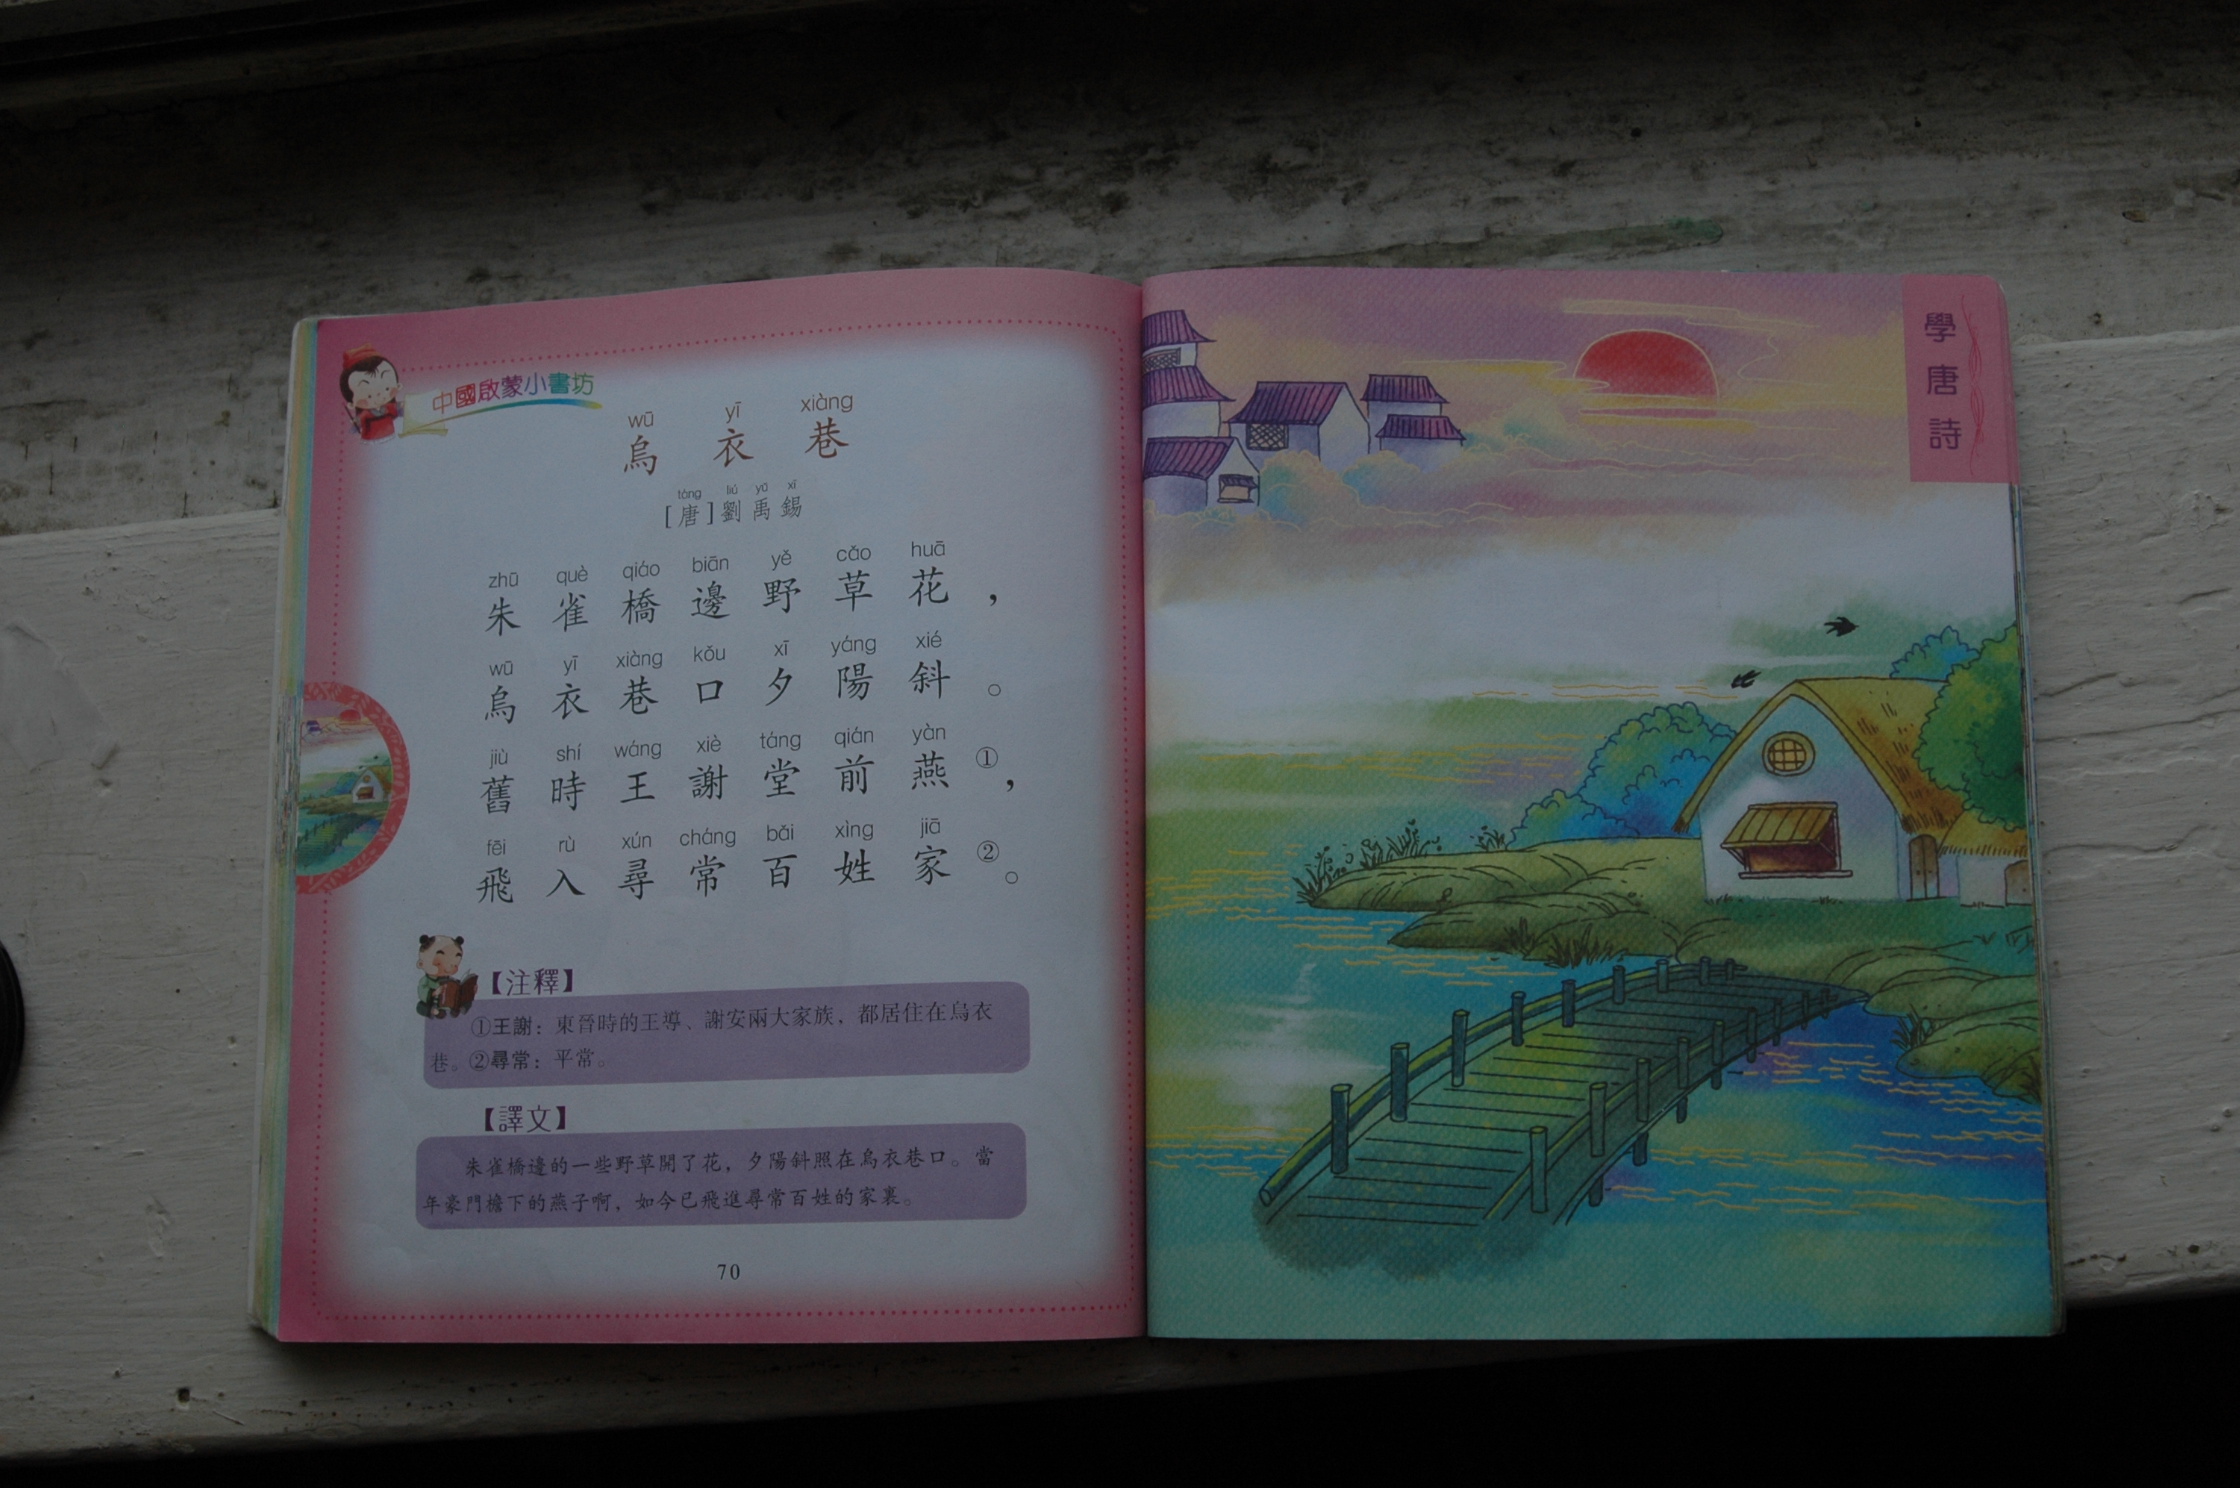 中國啟蒙小書坊
wū yī xiàng
烏衣巷
táng liú yǔ xī
[唐]劉禹錫
zhū què qiáo biān yě cǎo huā
朱雀橋邊野草花，
wū yī xiàng kǒu xī yáng xié
烏衣巷口夕陽斜。
jiù shí wáng xiè táng qián yàn
舊時王謝堂前燕①，
fēi rù xún cháng bǎi xìng jiā
飛入尋常百姓家②。
【注釋】
①王謝：東晉時的王導、謝安兩大家族，都居住在烏衣
巷。②尋常：平常。
【譯文】
朱雀橋邊的一些野草開了花，夕陽斜照在烏衣巷口。當
年豪門檐下的燕子啊，如今已飛進尋常百姓的家裏。
70
學唐詩